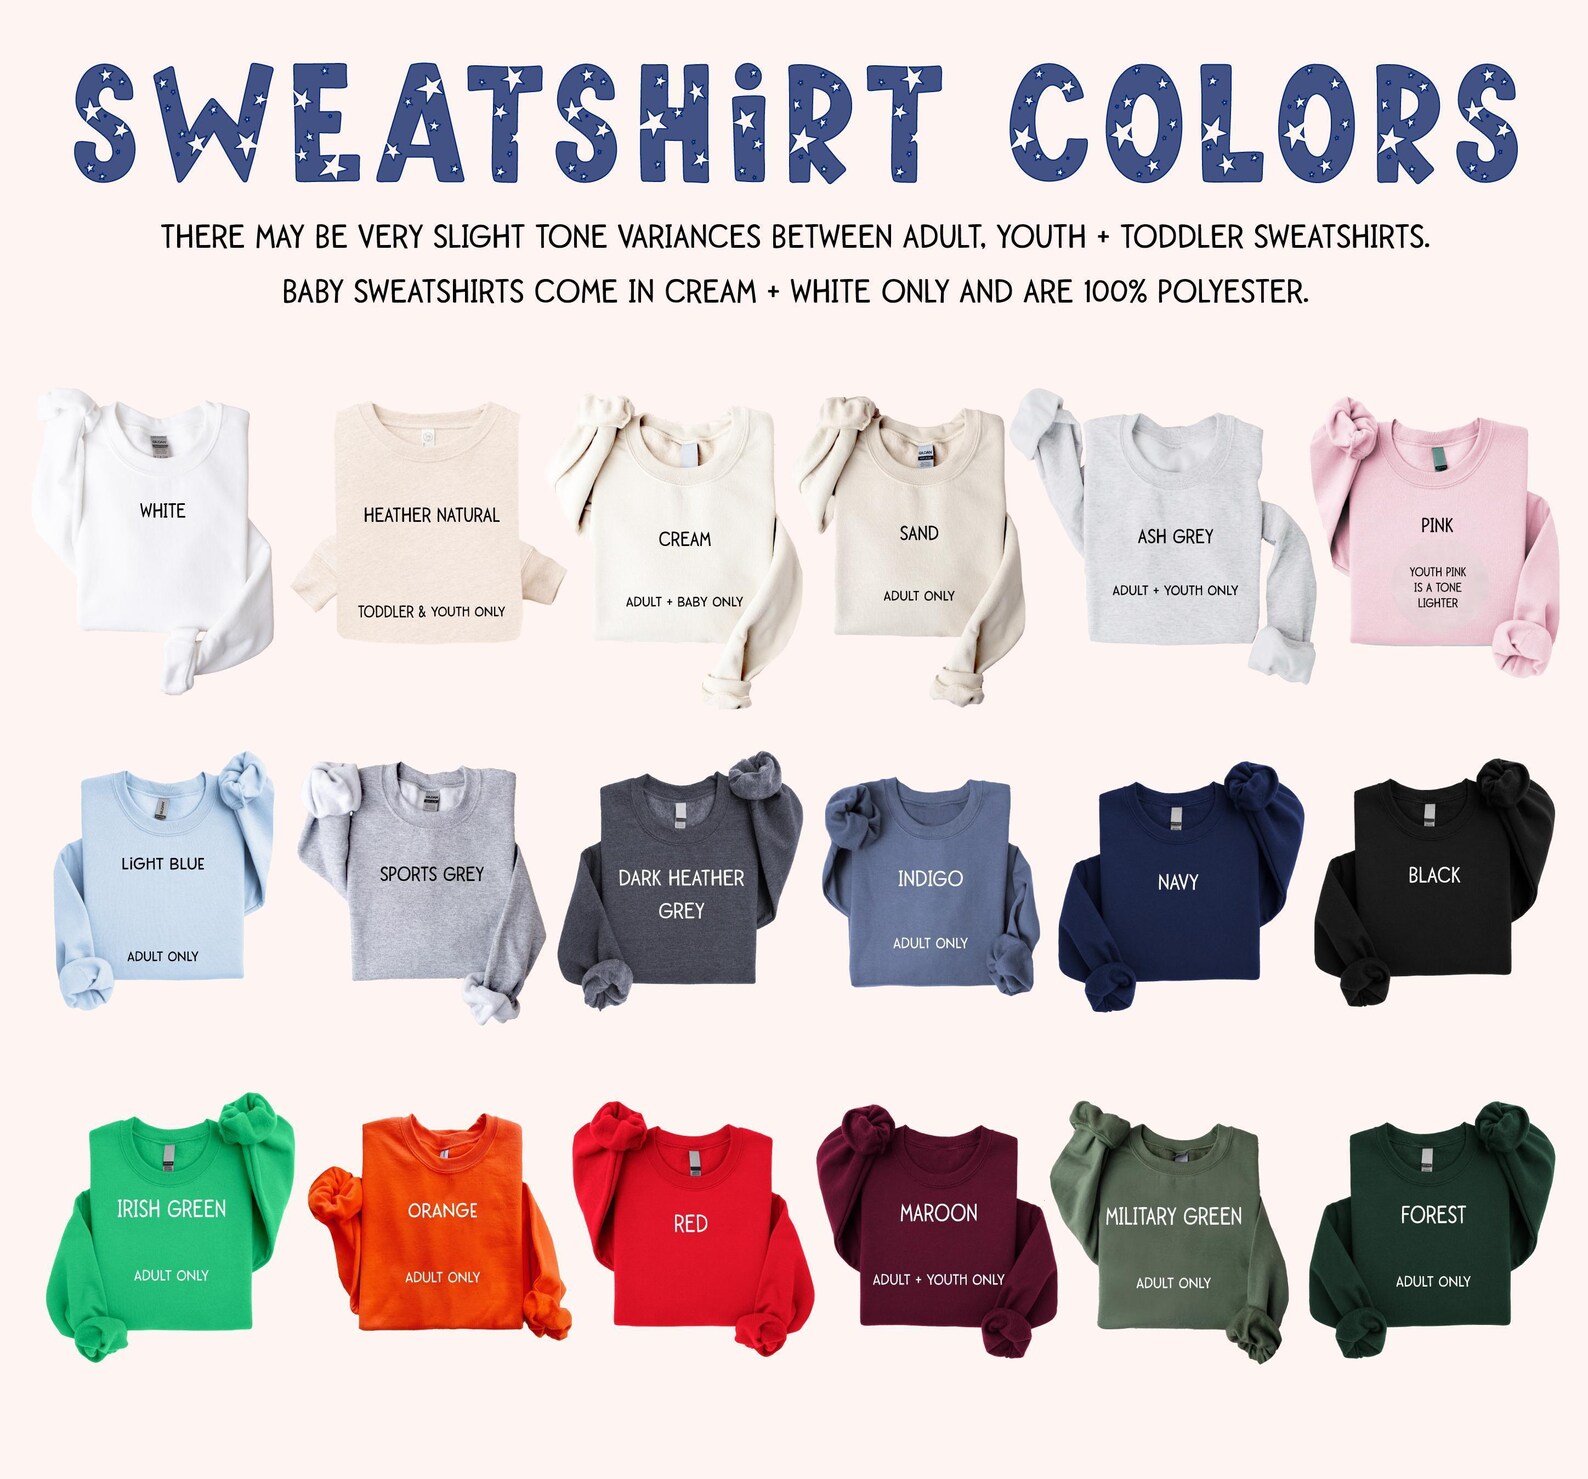 SWEATSHiRT COLORS
THERE MAY BE VERY SLIGHT TONE VARIANCES BETWEEN ADULT, YOUTH + TODDLER SWEATSHIRTS.
BABY SWEATSHIRTS COME IN CREAM + WHITE ONLY AND ARE 100% POLYESTER.
WHITE
HEATHER NATURAL
TODDLER & YOUTH ONLY
CREAM
ADULT + BABY ONLY
SAND
ADULT ONLY
ASH GREY
ADULT + YOUTH ONLY
PINK
YOUTH PINK
IS A TONE
LIGHTER
LiGHT BLUE
ADULT ONLY
SPORTS GREY
DARK HEATHER
GREY
INDIGO
ADULT ONLY
NAVY
BLACK
IRISH GREEN
ADULT ONLY
ORANGE
ADULT ONLY
RED
MAROON
ADULT + YOUTH ONLY
MILITARY GREEN
ADULT ONLY
FOREST
ADULT ONLY